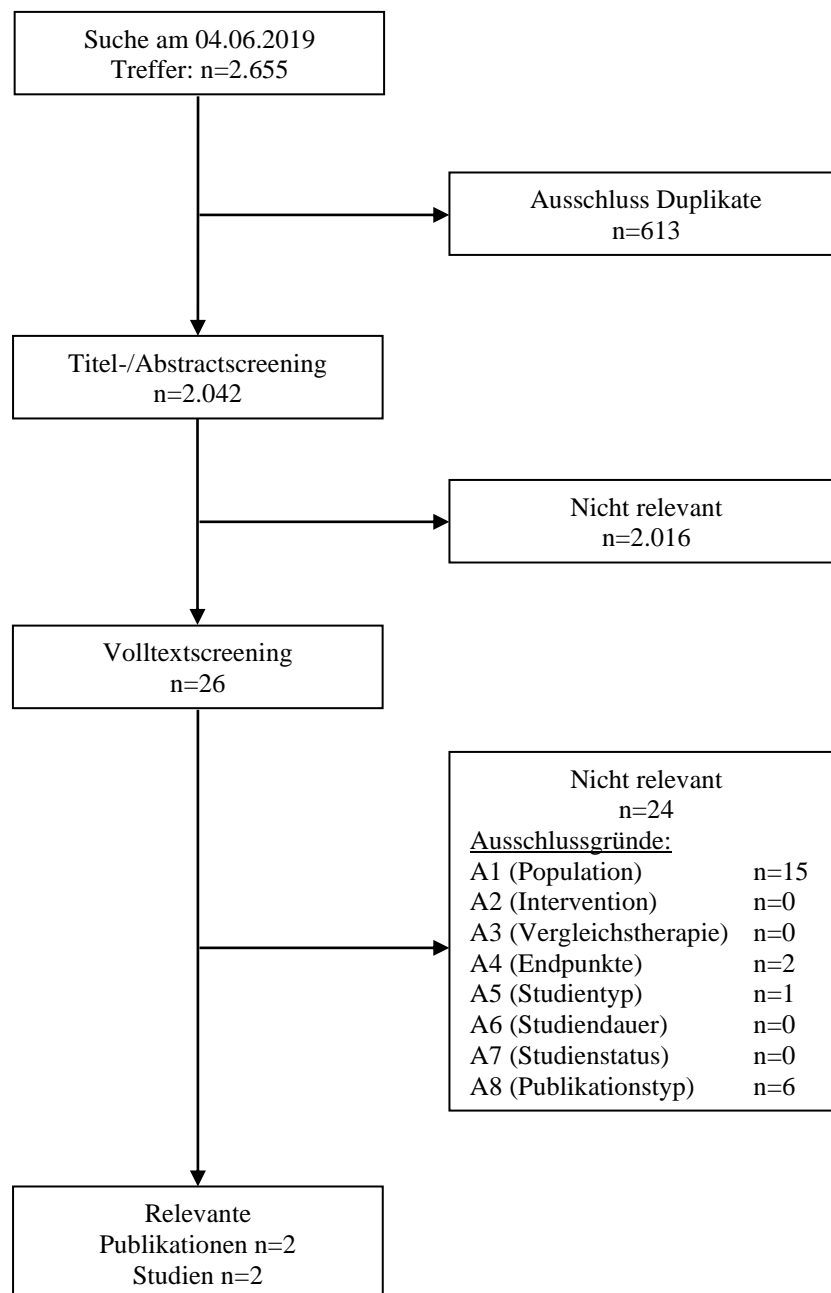 Suche am 04.06.2019
Treffer: n=2.655
Ausschluss Duplikate
n=613
Titel-/Abstractscreening
n=2.042
Nicht relevant
n=2.016
Volltextscreening
n=26
Nicht relevant
n=24
Ausschlussgründe:
A1 (Population) n=15
A2 (Intervention) n=0
A3 (Vergleichstherapie) n=0
A4 (Endpunkte) n=2
A5 (Studientyp) n=1
A6 (Studiendauer) n=0
A7 (Studienstatus) n=0
A8 (Publikationstyp) n=6
Relevante
Publikationen n=2
Studien n=2